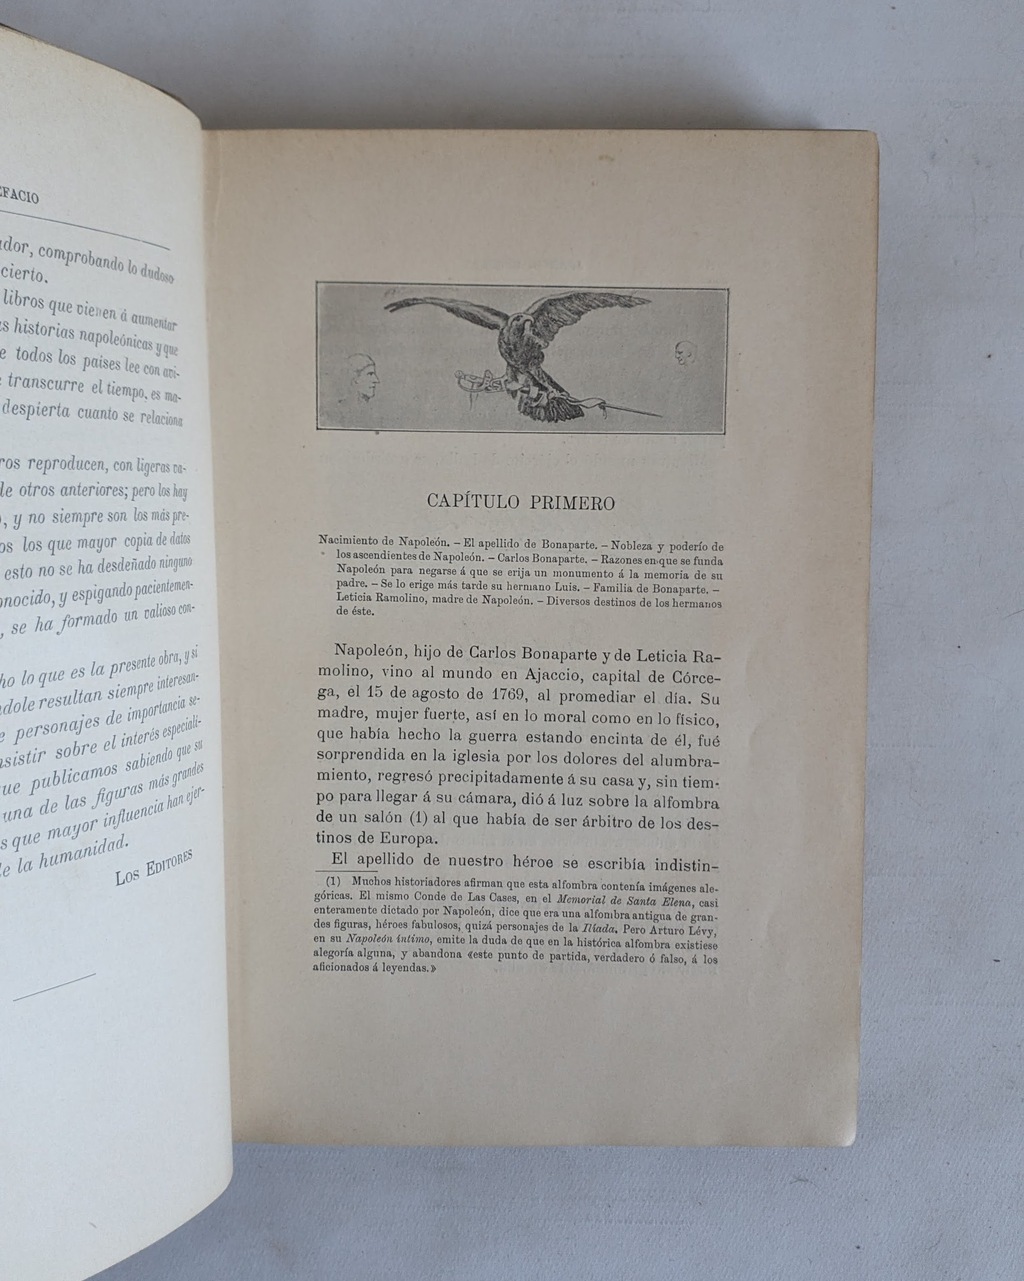 EFACIO
ador, comprobando lo dudoso
cierto.
libros que vienen á aumentar
s historias napoleónicas y que
e todos los países lee con avi-
transcurre el tiempo, es ma-
despierta cuanto se relaciona
ros reproducen, con ligeras va-
de otros anteriores; pero los hay
, y no siempre son los más pre-
os los que mayor copia de datos
esto no se ha desdeñado ninguno
onocido, y espigando pacientemen-
, se ha formado un valioso con-
ho lo que es la presente obra, y si
ndole resultan siempre interesan-
e personajes de importancia se-
nsistir sobre el interés especiali-
que publicamos sabiendo que su
una de las figuras más grandes
s que mayor influencia han ejer-
de la humanidad.
LOS EDITORES
CAPÍTULO PRIMERO
Nacimiento de Napoleón. – El apellido de Bonaparte. – Nobleza y poderío de
los ascendientes de Napoleón. – Carlos Bonaparte. – Razones en que se funda
Napoleón para negarse á que se erija un monumento á la memoria de su
padre. – Se lo erige más tarde su hermano Luis. – Familia de Bonaparte. –
Leticia Ramolino, madre de Napoleón. – Diversos destinos de los hermanos
de éste.
Napoleón, hijo de Carlos Bonaparte y de Leticia Ra-
molino, vino al mundo en Ajaccio, capital de Córce-
ga, el 15 de agosto de 1769, al promediar el día. Su
madre, mujer fuerte, así en lo moral como en lo físico,
que había hecho la guerra estando encinta de él, fué
sorprendida en la iglesia por los dolores del alumbra-
miento, regresó precipitadamente á su casa y, sin tiem-
po para llegar á su cámara, dió á luz sobre la alfombra
de un salón (1) al que había de ser árbitro de los des-
tinos de Europa.
El apellido de nuestro héroe se escribía indistin-
(1) Muchos historiadores afirman que esta alfombra contenía imágenes ale-
góricas. El mismo Conde de Las Cases, en el Memorial de Santa Elena, casi
enteramente dictado por Napoleón, dice que era una alfombra antigua de gran-
des figuras, héroes fabulosos, quizá personajes de la Ilíada. Pero Arturo Lévy,
en su Napoleón íntimo, emite la duda de que en la histórica alfombra existiese
alegoría alguna, y abandona «este punto de partida, verdadero ó falso, á los
aficionados á leyendas.»